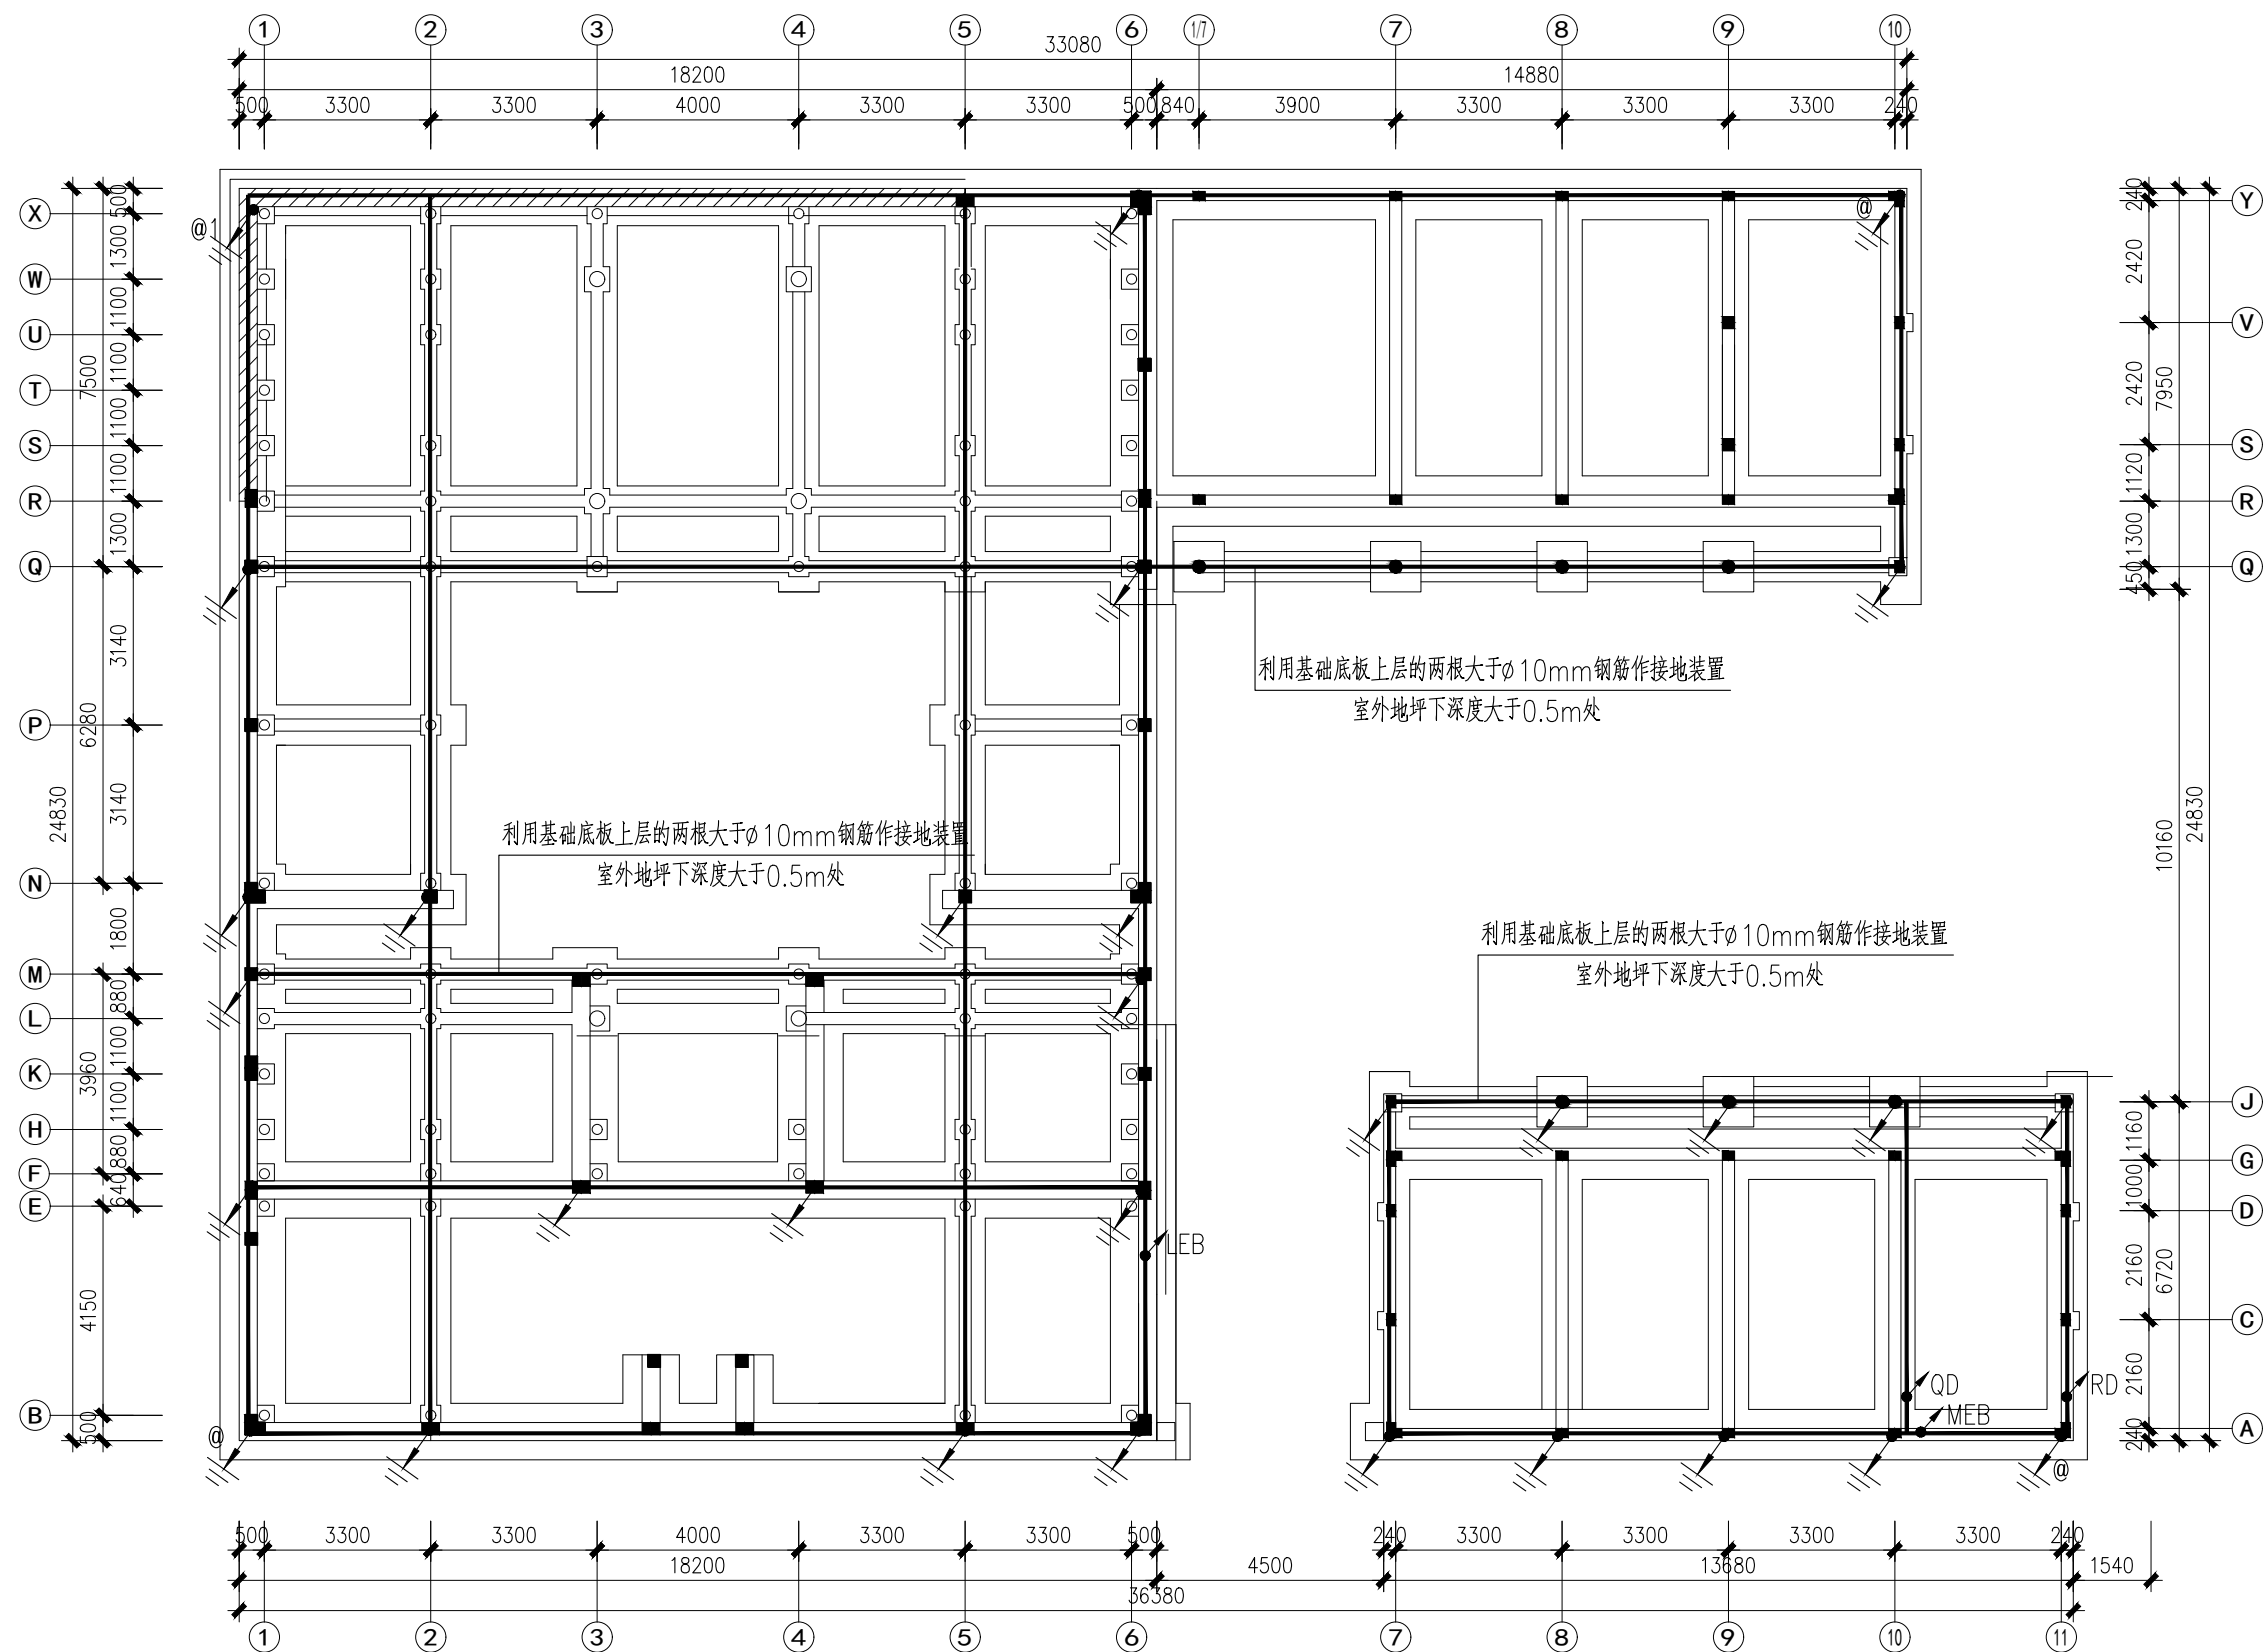 1 2 3 4 5 6 1/7 7 8 9 10
33080
18200 14880
500 3300 3300 4000 3300 3300 500 840 3900 3300 3300 3300 240
X
W
U
T
S
R
Q
P
N
M
L
K
H
F
E
B
500
1300
1100
1100
1100
1100
1300
3140
3140
1800
880
1100
1100
880
640
500
7500
6280
3960
4150
24830
@1
@
利用基础底板上层的两根大于ø10mm钢筋作接地装置
室外地坪下深度大于0.5m处
利用基础底板上层的两根大于ø10mm钢筋作接地装置
室外地坪下深度大于0.5m处
利用基础底板上层的两根大于ø10mm钢筋作接地装置
室外地坪下深度大于0.5m处
LEB
QD
RD
MEB
@
@
Y
V
S
R
Q
J
G
D
C
A
240
2420
2420
1120
1300
450
1160
1000
2160
2160
240
7950
10160
6720
24830
500 3300 3300 4000 3300 3300 500 240 3300 3300 3300 3300 240
18200 4500 13680 1540
36380
1 2 3 4 5 6 7 8 9 10 11